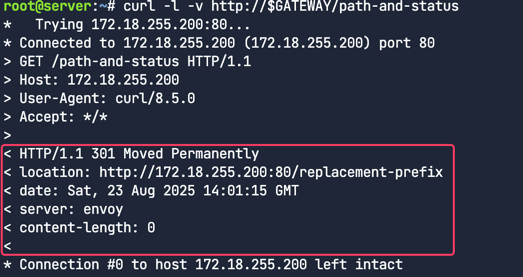 root@server:~# curl -l -v http://$GATEWAY/path-and-status
*   Trying 172.18.255.200:80...
* Connected to 172.18.255.200 (172.18.255.200) port 80
> GET /path-and-status HTTP/1.1
> Host: 172.18.255.200
> User-Agent: curl/8.5.0
> Accept: */*
>
< HTTP/1.1 301 Moved Permanently
< location: http://172.18.255.200:80/replacement-prefix
< date: Sat, 23 Aug 2025 14:01:15 GMT
< server: envoy
< content-length: 0
<
* Connection #0 to host 172.18.255.200 left intact